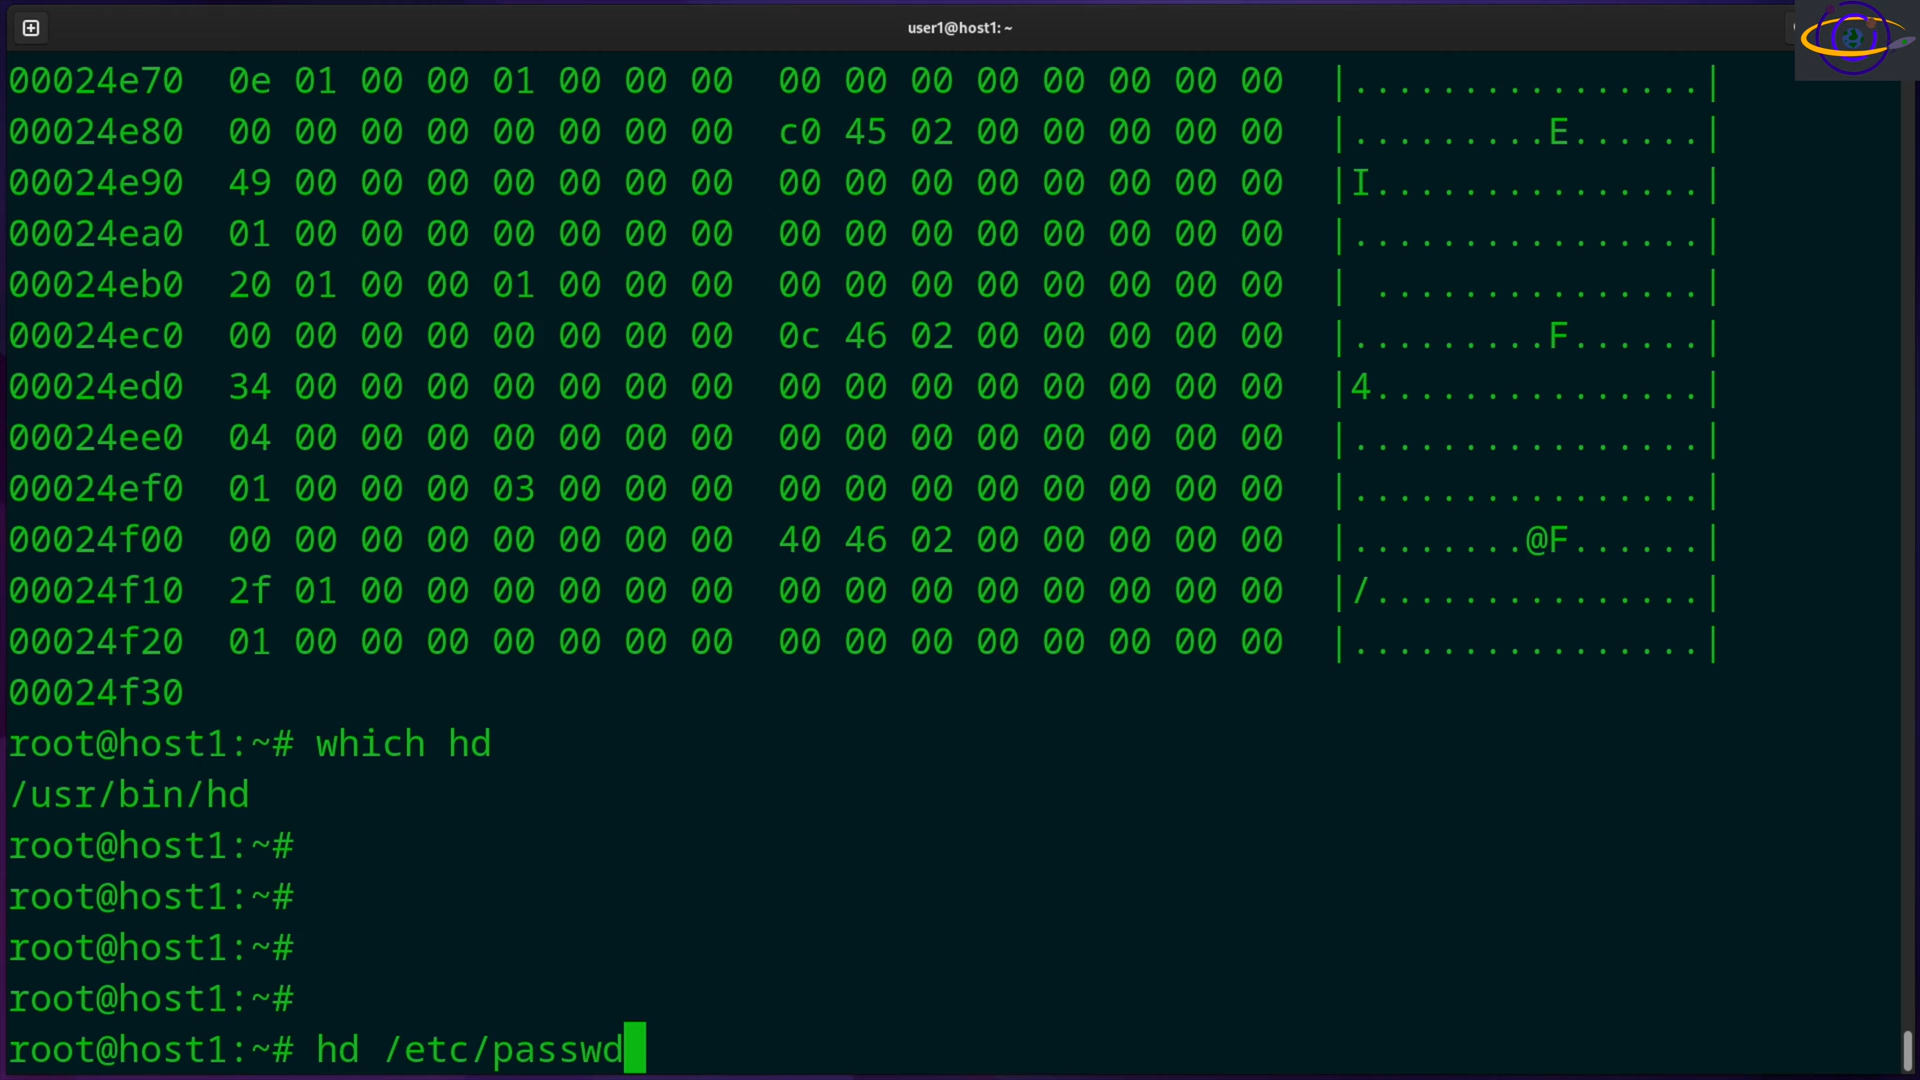 user1@host1: ~
00024e70  0e 01 00 00 01 00 00 00  00 00 00 00 00 00 00 00  |................|
00024e80  00 00 00 00 00 00 00 00  c0 45 02 00 00 00 00 00  |.........E......|
00024e90  49 00 00 00 00 00 00 00  00 00 00 00 00 00 00 00  |I...............|
00024ea0  01 00 00 00 00 00 00 00  00 00 00 00 00 00 00 00  |................|
00024eb0  20 01 00 00 01 00 00 00  00 00 00 00 00 00 00 00  | ...............|
00024ec0  00 00 00 00 00 00 00 00  0c 46 02 00 00 00 00 00  |.........F......|
00024ed0  34 00 00 00 00 00 00 00  00 00 00 00 00 00 00 00  |4...............|
00024ee0  04 00 00 00 00 00 00 00  00 00 00 00 00 00 00 00  |................|
00024ef0  01 00 00 00 03 00 00 00  00 00 00 00 00 00 00 00  |................|
00024f00  00 00 00 00 00 00 00 00  40 46 02 00 00 00 00 00  |........@F......|
00024f10  2f 01 00 00 00 00 00 00  00 00 00 00 00 00 00 00  |/...............|
00024f20  01 00 00 00 00 00 00 00  00 00 00 00 00 00 00 00  |................|
00024f30
root@host1:~# which hd
/usr/bin/hd
root@host1:~#
root@host1:~#
root@host1:~#
root@host1:~#
root@host1:~# hd /etc/passwd